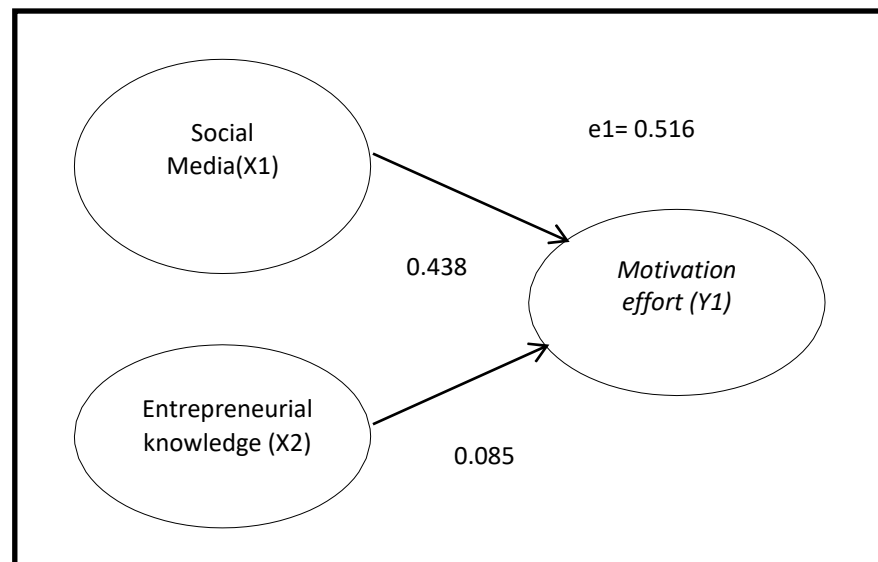 Social
Media(X1)
e1= 0.516
0.438
Motivation
effort (Y1)
Entrepreneurial
knowledge (X2)
0.085